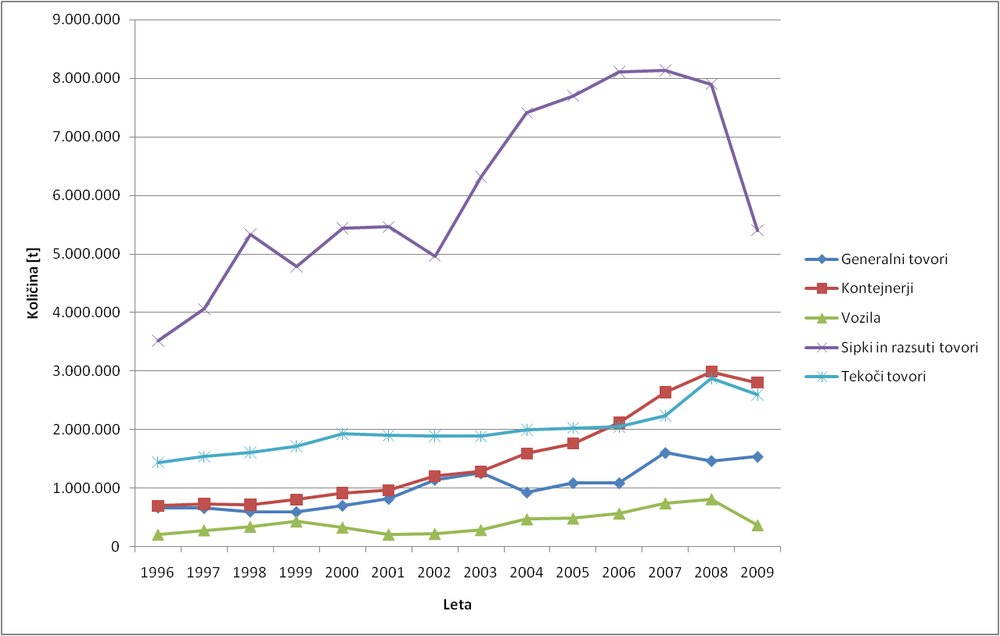 9.000.000
8.000.000
7.000.000
6.000.000
5.000.000
4.000.000
3.000.000
2.000.000
1.000.000
0
Količina [t]
1996 1997 1998 1999 2000 2001 2002 2003 2004 2005 2006 2007 2008 2009
Leta
Generalni tovori
Kontejnerji
Vozila
Sipki in razsuti tovori
Tekoči tovori